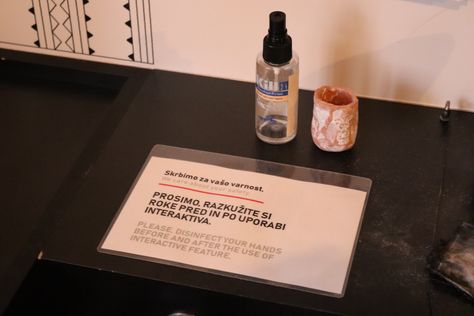 Skrbimo za vašo varnost.
We care about your safety.
PROSIMO, RAZKUŽITE SI
ROKE PRED IN PO UPORABI
INTERAKTIVA.
PLEASE, DISINFECT YOUR HANDS
BEFORE AND AFTER THE USE OF
INTERACTIVE FEATURE.